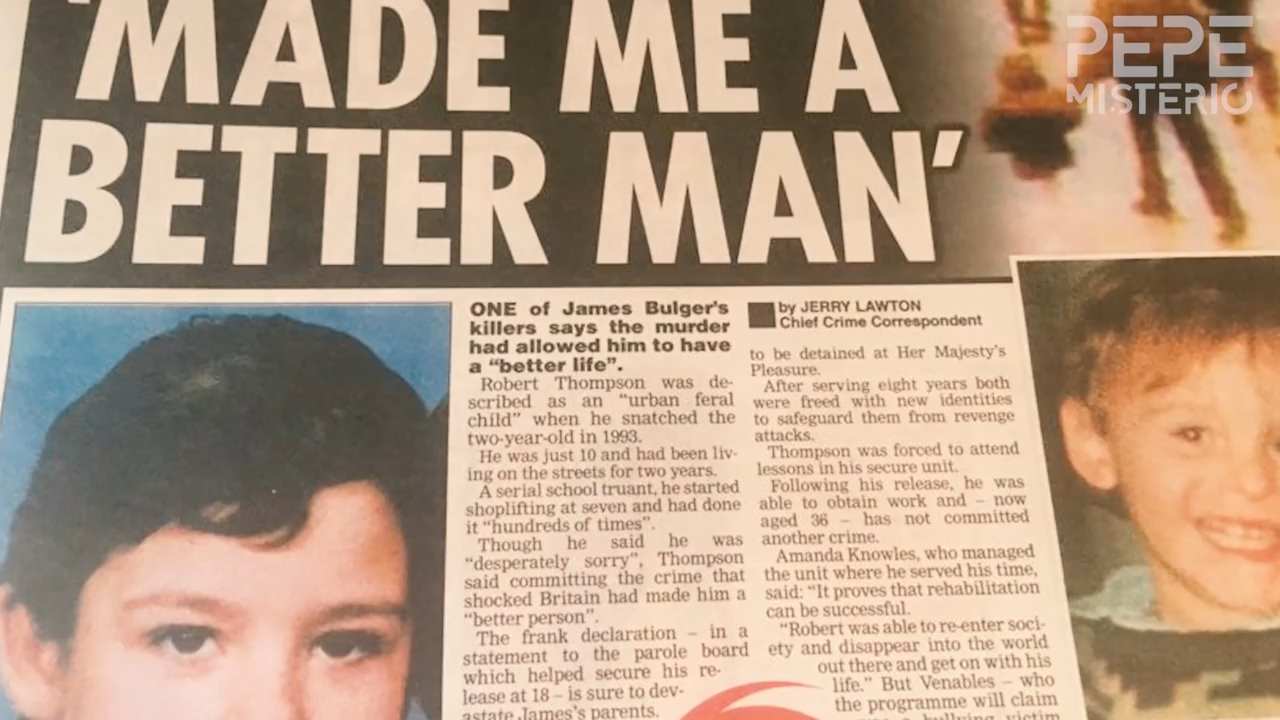 PEPE
MISTERIO
'MADE ME A
BETTER MAN'
ONE of James Bulger's
killers says the murder
had allowed him to have
a “better life”.
Robert Thompson was de-
scribed as an “urban feral
child” when he snatched the
two-year-old in 1993.
He was just 10 and had been liv-
ing on the streets for two years.
A serial school truant, he started
shoplifting at seven and had done
it “hundreds of times”.
Though he said he was
“desperately sorry”, Thompson
said committing the crime that
shocked Britain had made him a
“better person”.
The frank declaration – in a
statement to the parole board
which helped secure his re-
lease at 18 – is sure to dev-
astate James's parents.
by JERRY LAWTON
Chief Crime Correspondent
to be detained at Her Majesty's
Pleasure.
After serving eight years both
were freed with new identities
to safeguard them from revenge
attacks.
Thompson was forced to attend
lessons in his secure unit.
Following his release, he was
able to obtain work and – now
aged 36 – has not committed
another crime.
Amanda Knowles, who managed
the unit where he served his time,
said: “It proves that rehabilitation
can be successful.
“Robert was able to re-enter soci-
ety and disappear into the world
out there and get on with his
life.” But Venables – who
the programme will claim
was a bullying victim